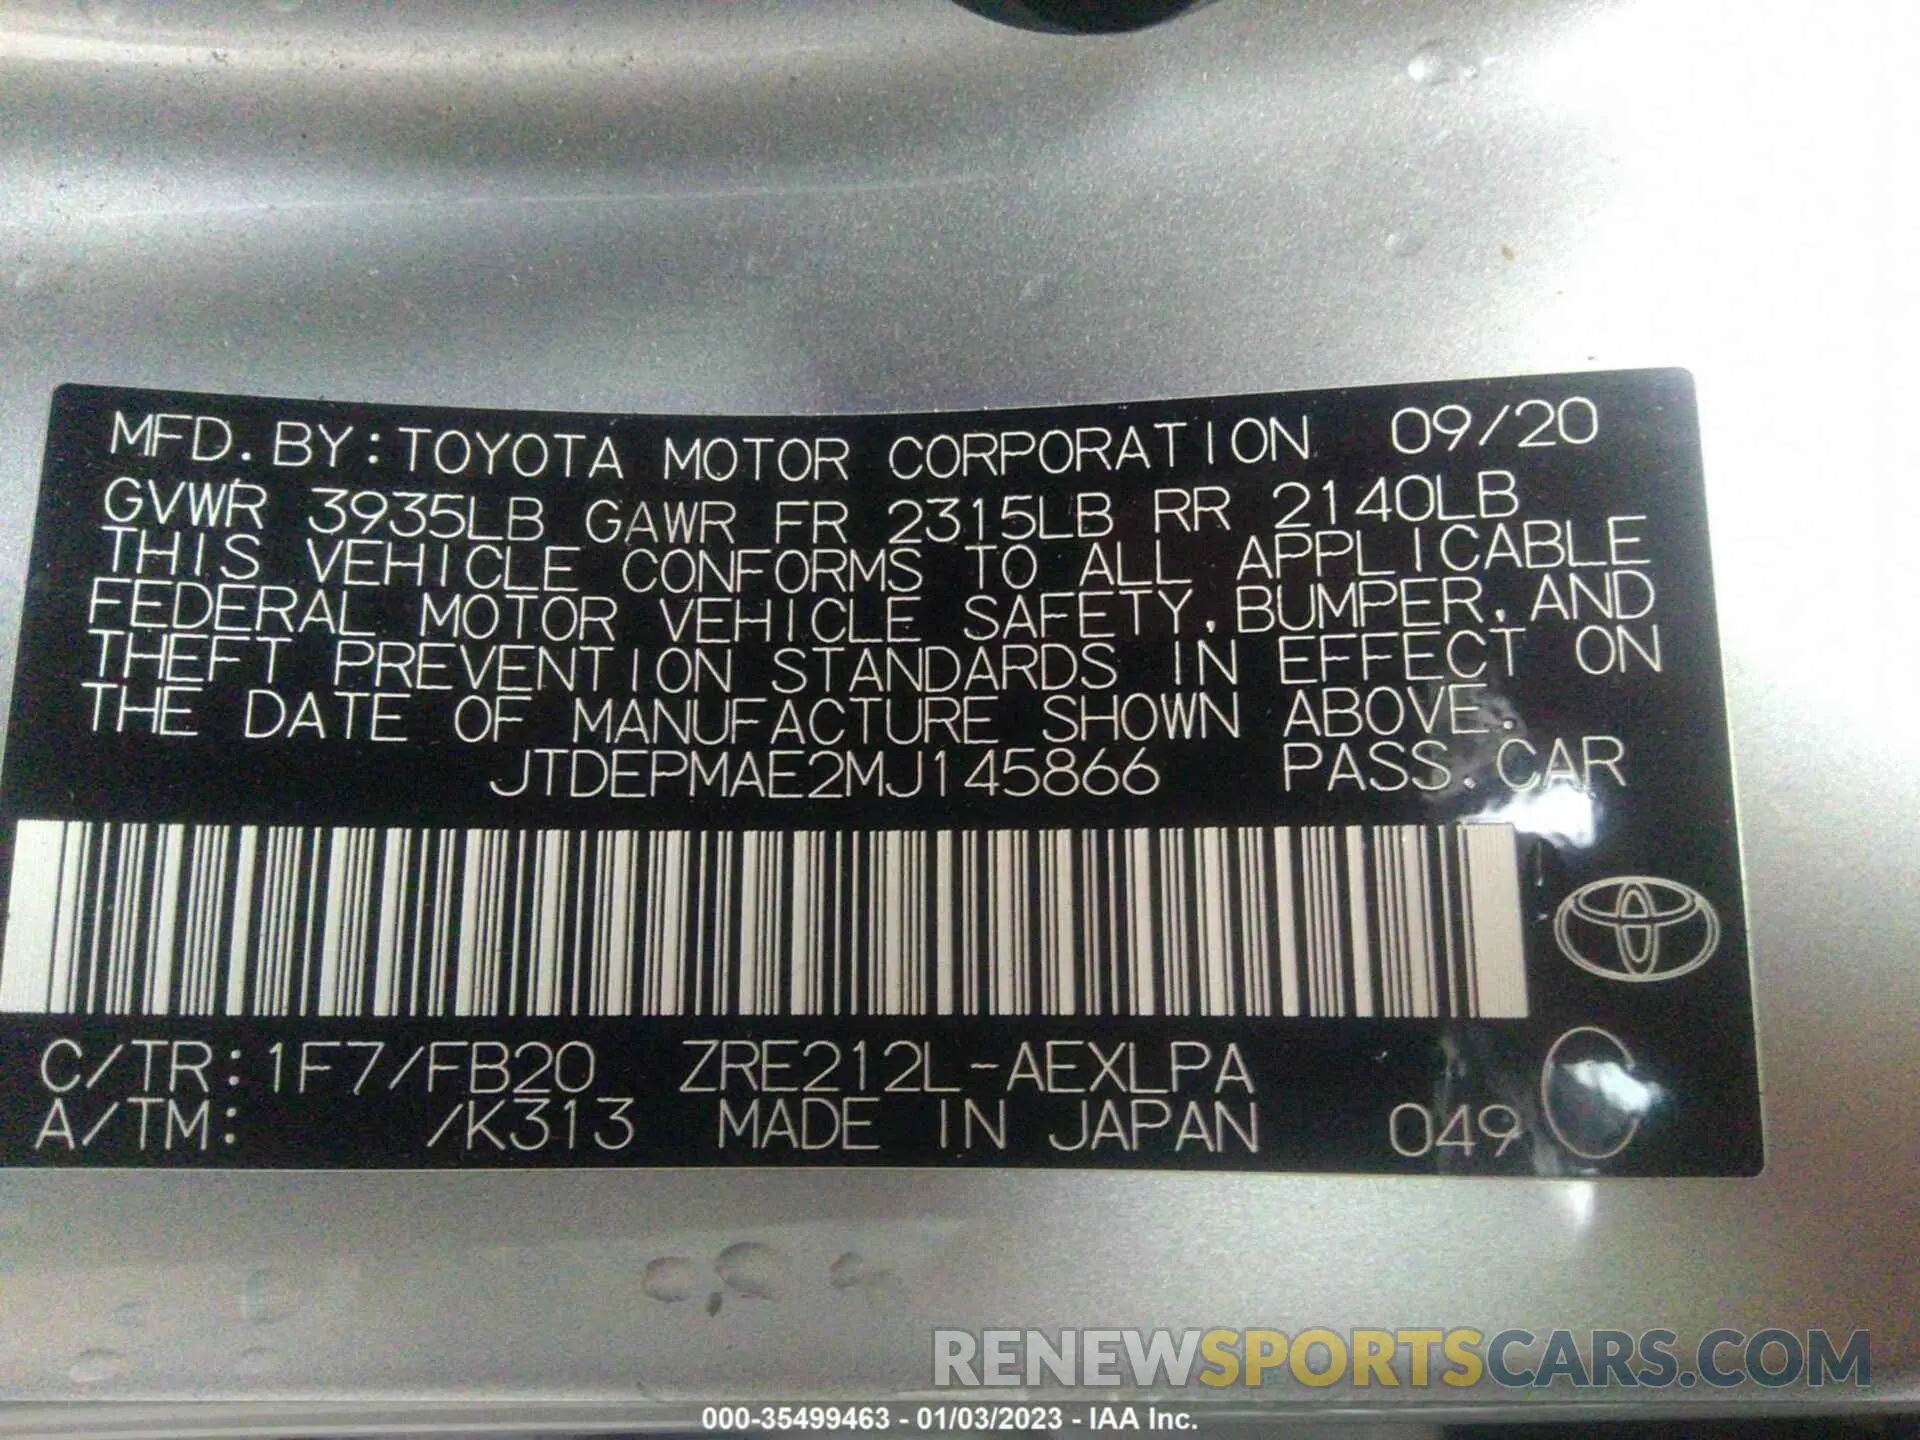 MFD. BY: TOYOTA MOTOR CORPORATION 09/20
GVWR 3935LB GAWR FR 2315LB RR 2140LB
THIS VEHICLE CONFORMS TO ALL APPLICABLE
FEDERAL MOTOR VEHICLE SAFETY, BUMPER, AND
THEFT PREVENTION STANDARDS IN EFFECT ON
THE DATE OF MANUFACTURE SHOWN ABOVE.
JTDEPMAE2MJ145866 PASS. CAR
C/TR: 1F7/FB20 ZRE212L-AEXLPA
A/TM: /K313 MADE IN JAPAN 049
RENEWSPORTSCARS.COM
000-35499463 - 01/03/2023 - IAA Inc.